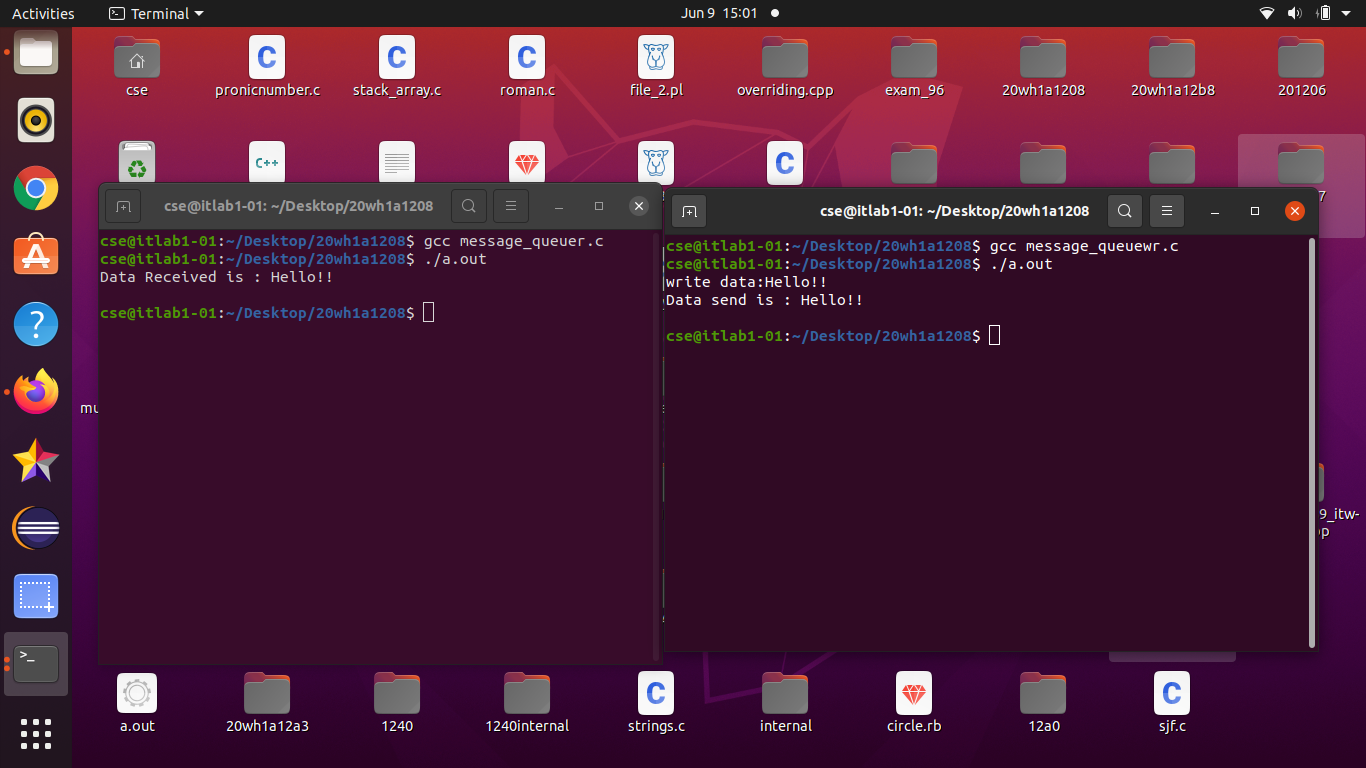 Activities
Terminal
Jun 9 15:01
cse
pronicnumber.c
stack_array.c
roman.c
file_2.pl
overriding.cpp
exam_96
20wh1a1208
20wh1a12b8
201206
C
C
C
C++
C
cse@itlab1-01: ~/Desktop/20wh1a1208
cse@itlab1-01:~/Desktop/20wh1a1208$ gcc message_queuer.c
cse@itlab1-01:~/Desktop/20wh1a1208$ ./a.out
Data Received is : Hello!!
cse@itlab1-01:~/Desktop/20wh1a1208$
cse@itlab1-01: ~/Desktop/20wh1a1208
cse@itlab1-01:~/Desktop/20wh1a1208$ gcc message_queuewr.c
cse@itlab1-01:~/Desktop/20wh1a1208$ ./a.out
write data:Hello!!
Data send is : Hello!!
cse@itlab1-01:~/Desktop/20wh1a1208$
7
mu
9_itw-
pp
?
>_
C
C
a.out
20wh1a12a3
1240
1240internal
strings.c
internal
circle.rb
12a0
sjf.c